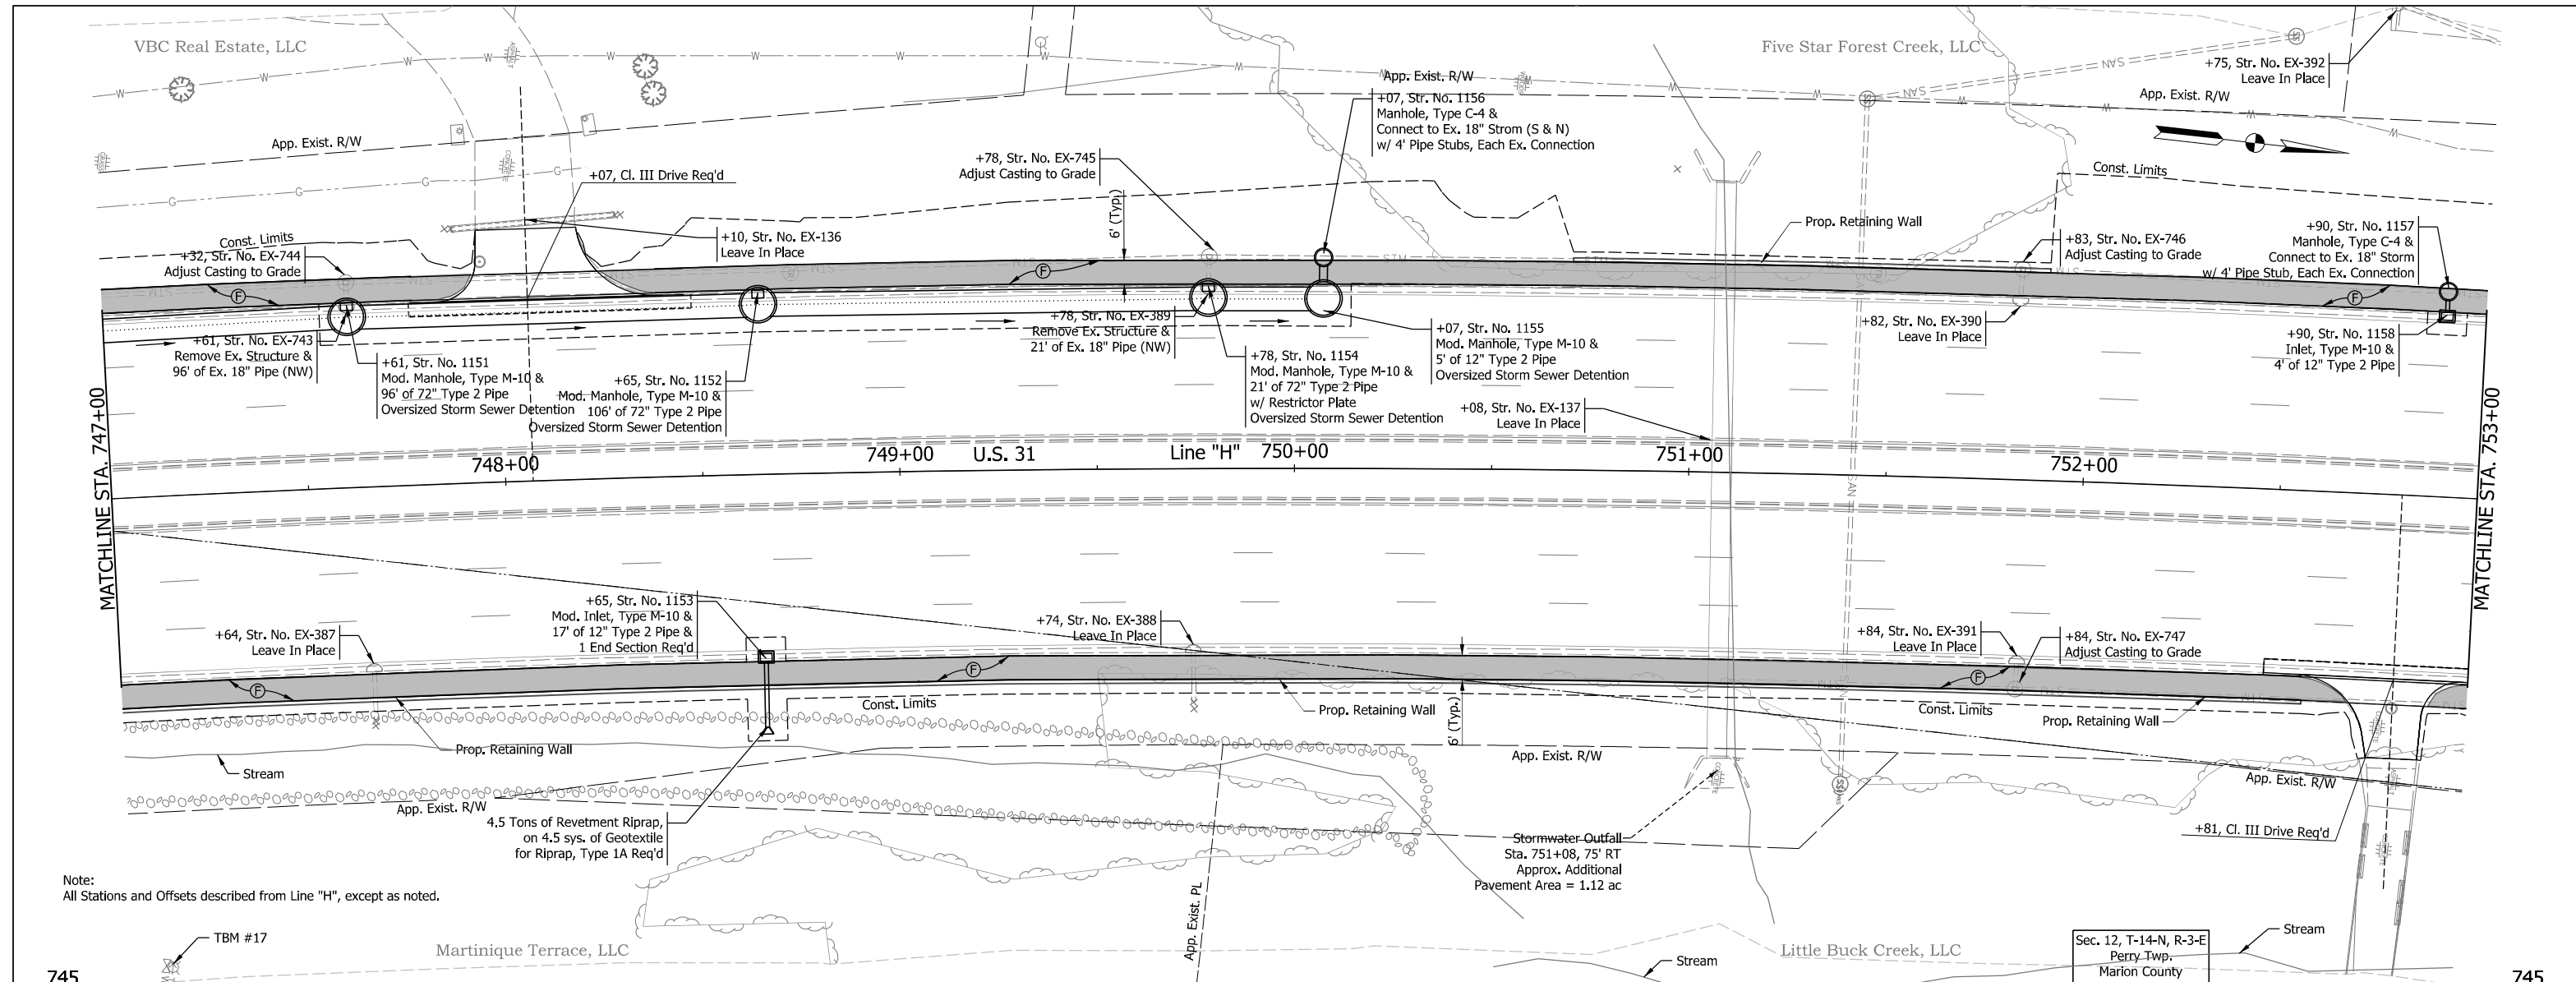 VBC Real Estate, LLC
Five Star Forest Creek, LLC
+75, Str. No. EX-392
Leave In Place
App. Exist. R/W
App. Exist. R/W
App. Exist. R/W
+07, Str. No. 1156
Manhole, Type C-4 &
Connect to Ex. 18" Strom (S & N)
w/ 4' Pipe Stubs, Each Ex. Connection
+78, Str. No. EX-745
Adjust Casting to Grade
+07, Cl. III Drive Req'd
Const. Limits
6' (Typ.)
Prop. Retaining Wall
+10, Str. No. EX-136
Leave In Place
Const. Limits
+32, Str. No. EX-744
Adjust Casting to Grade
+83, Str. No. EX-746
Adjust Casting to Grade
+90, Str. No. 1157
Manhole, Type C-4 &
Connect to Ex. 18" Storm
w/ 4' Pipe Stub, Each Ex. Connection
F
F
F
+61, Str. No. EX-743
Remove Ex. Structure &
96' of Ex. 18" Pipe (NW)
+61, Str. No. 1151
Mod. Manhole, Type M-10 &
96' of 72" Type 2 Pipe
Oversized Storm Sewer Detention
+65, Str. No. 1152
Mod. Manhole, Type M-10 &
106' of 72" Type 2 Pipe
Oversized Storm Sewer Detention
+78, Str. No. EX-389
Remove Ex. Structure &
21' of Ex. 18" Pipe (NW)
+78, Str. No. 1154
Mod. Manhole, Type M-10 &
21' of 72" Type 2 Pipe
w/ Restrictor Plate
Oversized Storm Sewer Detention
+07, Str. No. 1155
Mod. Manhole, Type M-10 &
5' of 12" Type 2 Pipe
Oversized Storm Sewer Detention
+82, Str. No. EX-390
Leave In Place
+90, Str. No. 1158
Inlet, Type M-10 &
4' of 12" Type 2 Pipe
+08, Str. No. EX-137
Leave In Place
MATCHLINE STA. 747+00
748+00
749+00
U.S. 31
Line "H"
750+00
751+00
752+00
MATCHLINE STA. 753+00
+64, Str. No. EX-387
Leave In Place
+65, Str. No. 1153
Mod. Inlet, Type M-10 &
17' of 12" Type 2 Pipe &
1 End Section Req'd
+74, Str. No. EX-388
Leave In Place
+84, Str. No. EX-391
Leave In Place
+84, Str. No. EX-747
Adjust Casting to Grade
F
F
F
Const. Limits
Prop. Retaining Wall
6' (Typ.)
Const. Limits
Prop. Retaining Wall
Prop. Retaining Wall
Stream
App. Exist. R/W
App. Exist. R/W
App. Exist. R/W
4.5 Tons of Revetment Riprap,
on 4.5 sys. of Geotextile
for Riprap, Type 1A Req'd
Stormwater Outfall
Sta. 751+08, 75' RT
Approx. Additional
Pavement Area = 1.12 ac
+81, Cl. III Drive Req'd
Note:
All Stations and Offsets described from Line "H", except as noted.
App. Exist. PL
TBM #17
Martinique Terrace, LLC
Little Buck Creek, LLC
Stream
Sec. 12, T-14-N, R-3-E
Perry Twp.
Marion County
Stream
745
745